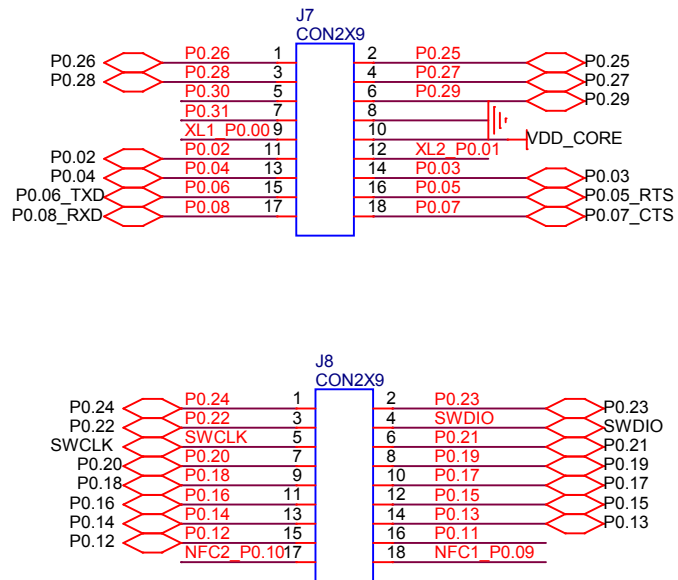 J7
CON2X9
P0.26 P0.26 1 2 P0.25 P0.25
P0.28 P0.28 3 4 P0.27 P0.27
P0.30 5 6 P0.29 P0.29
P0.31 7 8
XL1_P0.00 9 10 VDD_CORE
P0.02 P0.02 11 12 XL2_P0.01
P0.04 P0.04 13 14 P0.03 P0.03
P0.06_TXD P0.06 15 16 P0.05 P0.05_RTS
P0.08_RXD P0.08 17 18 P0.07 P0.07_CTS
J8
CON2X9
P0.24 P0.24 1 2 P0.23 P0.23
P0.22 P0.22 3 4 SWDIO SWDIO
SWCLK SWCLK 5 6 P0.21 P0.21
P0.20 P0.20 7 8 P0.19 P0.19
P0.18 P0.18 9 10 P0.17 P0.17
P0.16 P0.16 11 12 P0.15 P0.15
P0.14 P0.14 13 14 P0.13 P0.13
P0.12 P0.12 15 16 P0.11
NFC2_P0.10 17 18 NFC1_P0.09